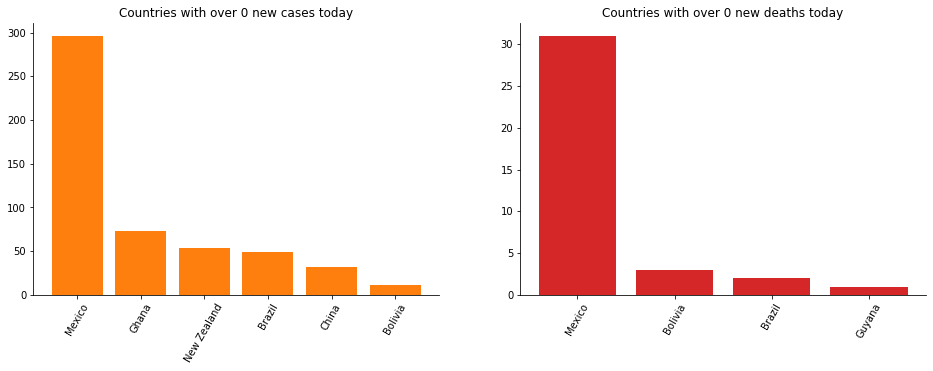 Countries with over 0 new cases today
300
250
200
150
100
50
0
Mexico
Ghana
New Zealand
Brazil
China
Bolivia
Countries with over 0 new deaths today
30
25
20
15
10
5
0
Mexico
Bolivia
Brazil
Guyana